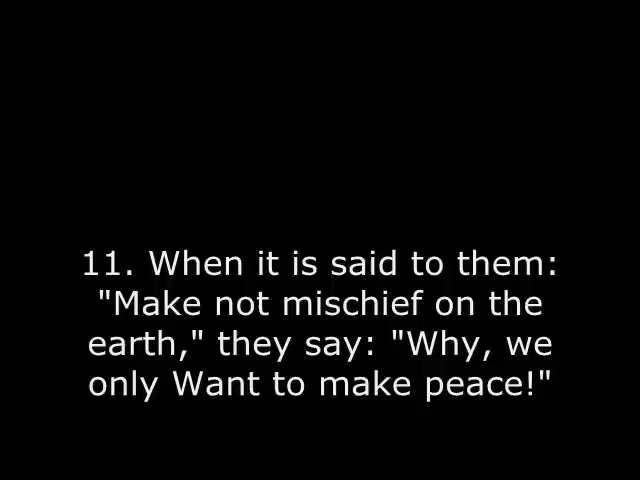 11. When it is said to them:
"Make not mischief on the
earth," they say: "Why, we
only Want to make peace!"